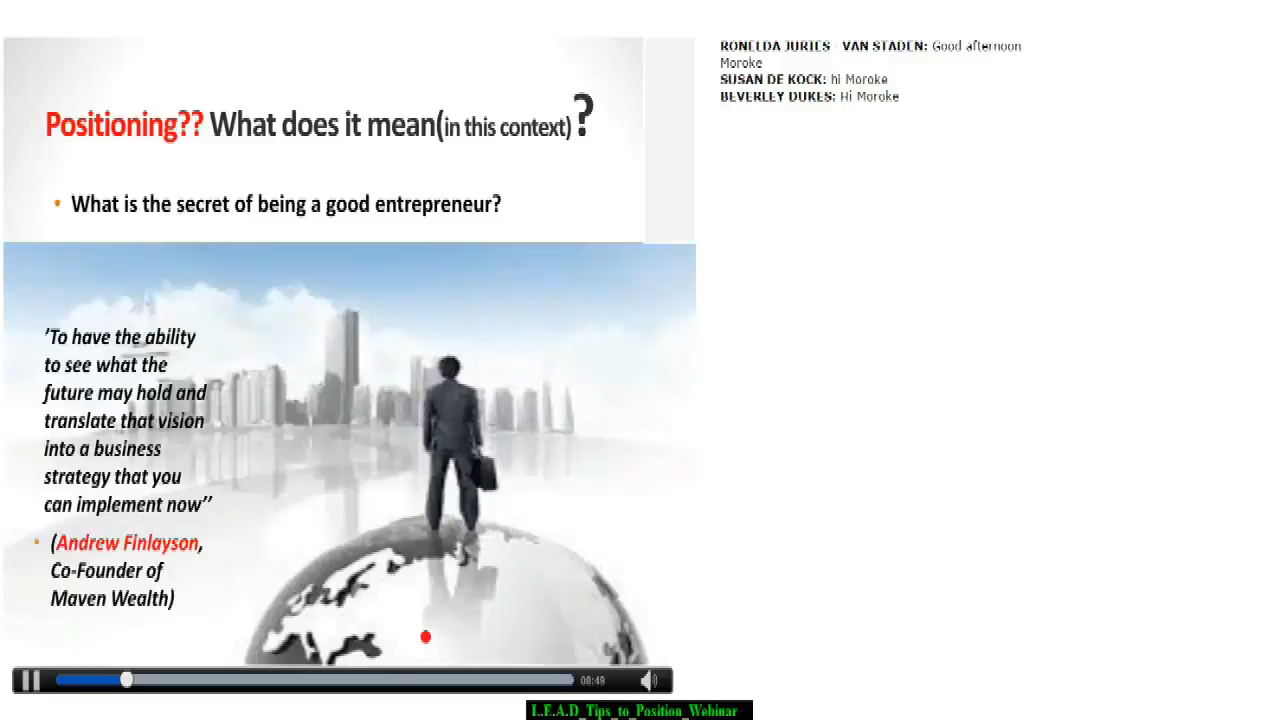 Positioning?? What does it mean(in this context)?
• What is the secret of being a good entrepreneur?
‘To have the ability
to see what the
future may hold and
translate that vision
into a business
strategy that you
can implement now’’
• (Andrew Finlayson,
Co-Founder of
Maven Wealth)
RONELDA JURIES - VAN STADEN: Good afternoon
Moroke
SUSAN DE KOCK: hi Moroke
BEVERLEY DUKES: Hi Moroke
00:49
L.E.A.D_Tips_to_Position_Webinar